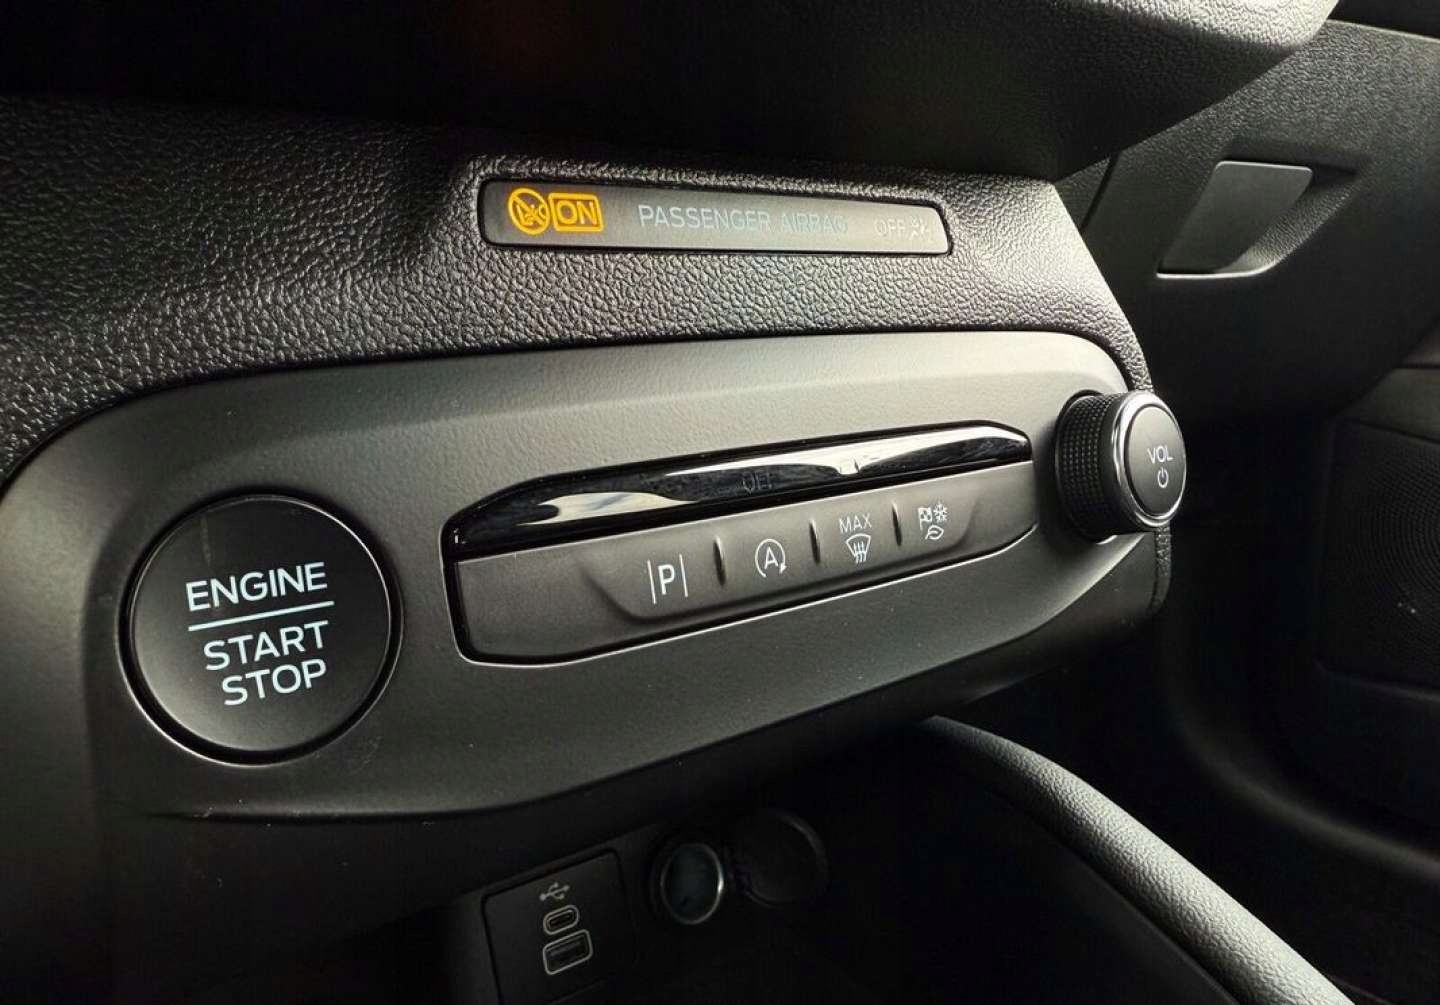 ON PASSENGER AIRBAG OFF
VOL
ENGINE
START
STOP
P
A
MAX